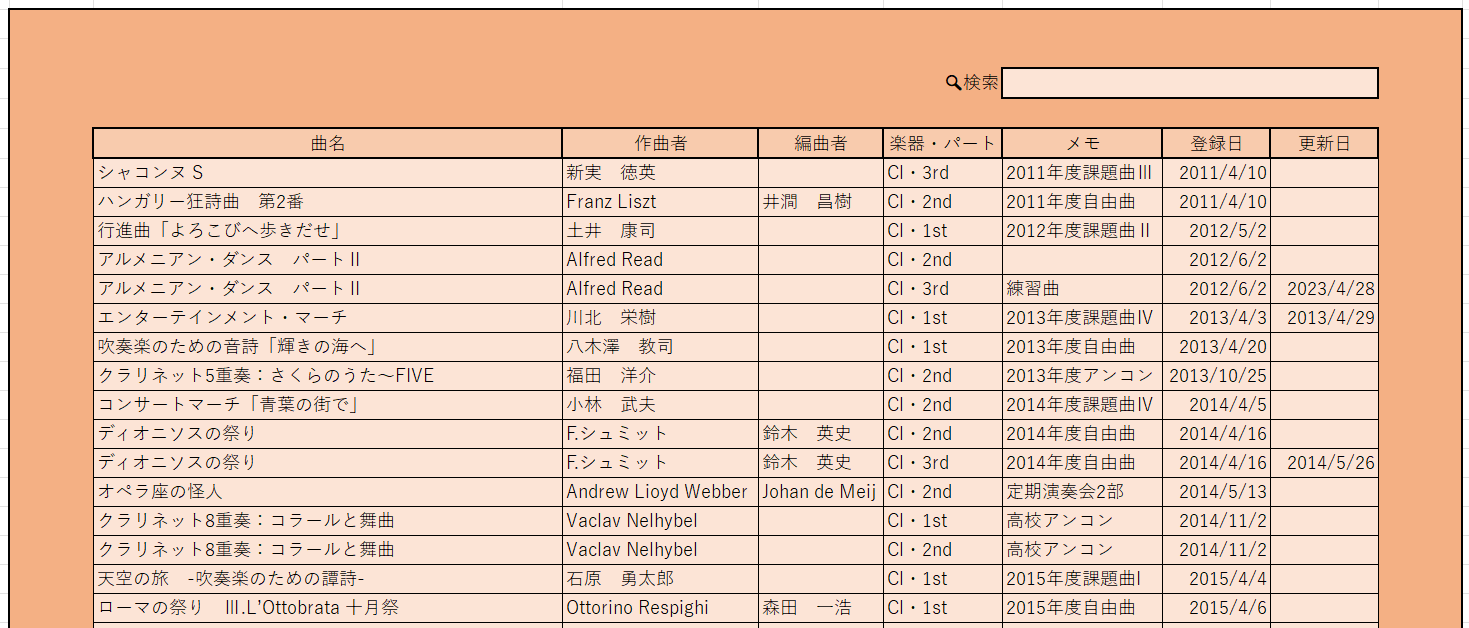 🔍検索
曲名 作曲者 編曲者 楽器・パート メモ 登録日 更新日
シャコンヌ S 新実 徳英 Cl・3rd 2011年度課題曲Ⅲ 2011/4/10
ハンガリー狂詩曲 第2番 Franz Liszt 井澗 昌樹 Cl・2nd 2011年度自由曲 2011/4/10
行進曲「よろこびへ歩きだせ」 土井 康司 Cl・1st 2012年度課題曲Ⅱ 2012/5/2
アルメニアン・ダンス パートⅡ Alfred Read Cl・2nd 2012/6/2
アルメニアン・ダンス パートⅡ Alfred Read Cl・3rd 練習曲 2012/6/2 2023/4/28
エンターテインメント・マーチ 川北 栄樹 Cl・1st 2013年度課題曲Ⅳ 2013/4/3 2013/4/29
吹奏楽のための音詩「輝きの海へ」 八木澤 教司 Cl・1st 2013年度自由曲 2013/4/20
クラリネット5重奏：さくらのうた～FIVE 福田 洋介 Cl・2nd 2013年度アンコン 2013/10/25
コンサートマーチ「青葉の街で」 小林 武夫 Cl・2nd 2014年度課題曲Ⅳ 2014/4/5
ディオニソスの祭り F.シュミット 鈴木 英史 Cl・2nd 2014年度自由曲 2014/4/16
ディオニソスの祭り F.シュミット 鈴木 英史 Cl・3rd 2014年度自由曲 2014/4/16 2014/5/26
オペラ座の怪人 Andrew Lioyd Webber Johan de Meij Cl・2nd 定期演奏会2部 2014/5/13
クラリネット8重奏：コラールと舞曲 Vaclav Nelhybel Cl・1st 高校アンコン 2014/11/2
クラリネット8重奏：コラールと舞曲 Vaclav Nelhybel Cl・2nd 高校アンコン 2014/11/2
天空の旅 -吹奏楽のための譚詩- 石原 勇太郎 Cl・1st 2015年度課題曲Ⅰ 2015/4/4
ローマの祭り Ⅲ.L'Ottobrata 十月祭 Ottorino Respighi 森田 一浩 Cl・1st 2015年度自由曲 2015/4/6